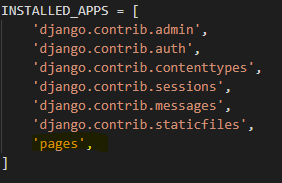 INSTALLED_APPS = [
    'django.contrib.admin',
    'django.contrib.auth',
    'django.contrib.contenttypes',
    'django.contrib.sessions',
    'django.contrib.messages',
    'django.contrib.staticfiles',
    'pages',
]